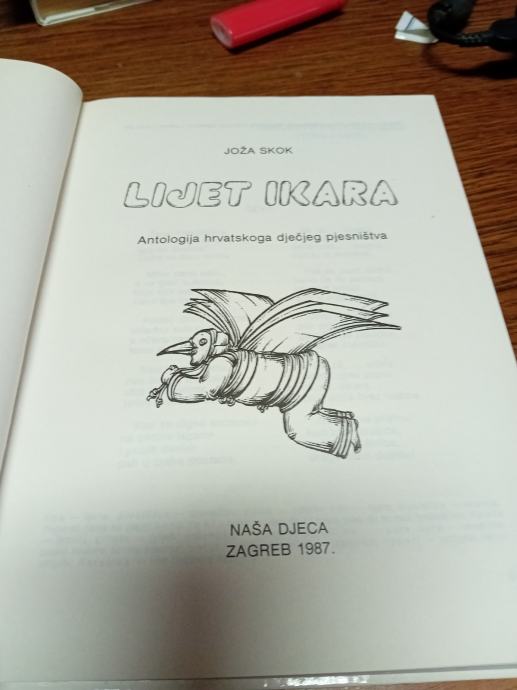 JOŽA SKOK
LIJET IKARA
Antologija hrvatskoga dječjeg pjesništva
NAŠA DJECA
ZAGREB 1987.